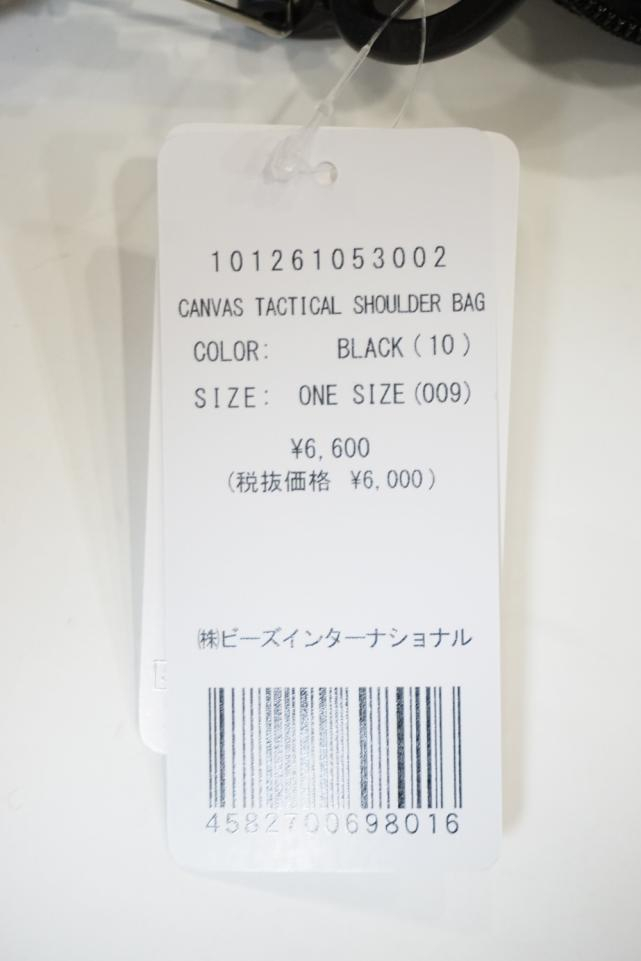 101261053002
CANVAS TACTICAL SHOULDER BAG
COLOR: BLACK(10)
SIZE: ONE SIZE(009)
¥6,600
(税抜価格 ¥6,000)
㈱ビーズインターナショナル
4582700698016